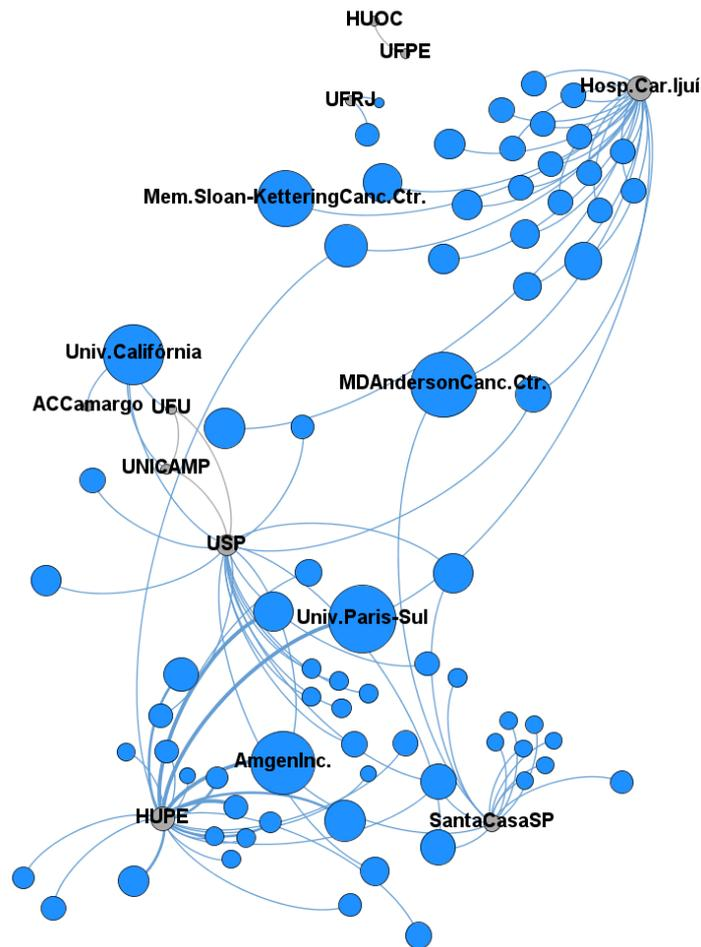 HUOC
UFPE
Hosp.Car.Ijuí
UFRJ
Mem.Sloan-KetteringCanc.Ctr.
Univ.Califórnia
MDAndersonCanc.Ctr.
ACCamargo
UFU
UNICAMP
USP
Univ.Paris-Sul
AmgenInc.
HUPE
SantaCasaSP